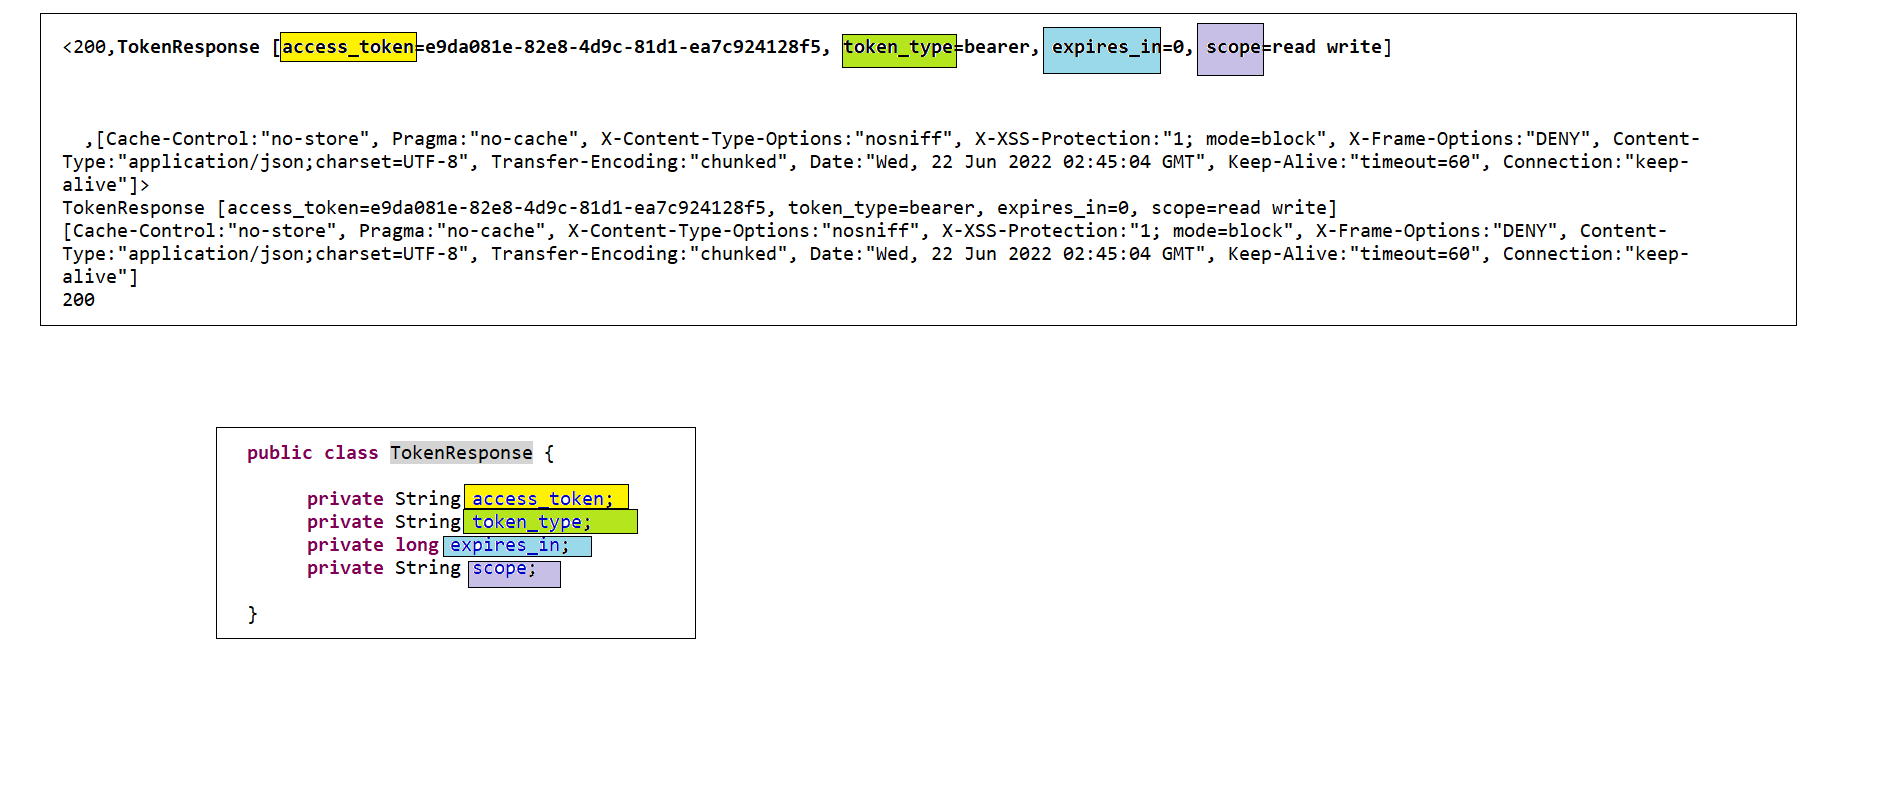 <200,TokenResponse [access_token=e9da081e-82e8-4d9c-81d1-ea7c924128f5, token_type=bearer, expires_in=0, scope=read write]
,[Cache-Control:"no-store", Pragma:"no-cache", X-Content-Type-Options:"nosniff", X-XSS-Protection:"1; mode=block", X-Frame-Options:"DENY", Content-
Type:"application/json;charset=UTF-8", Transfer-Encoding:"chunked", Date:"Wed, 22 Jun 2022 02:45:04 GMT", Keep-Alive:"timeout=60", Connection:"keep-
alive"]>
TokenResponse [access_token=e9da081e-82e8-4d9c-81d1-ea7c924128f5, token_type=bearer, expires_in=0, scope=read write]
[Cache-Control:"no-store", Pragma:"no-cache", X-Content-Type-Options:"nosniff", X-XSS-Protection:"1; mode=block", X-Frame-Options:"DENY", Content-
Type:"application/json;charset=UTF-8", Transfer-Encoding:"chunked", Date:"Wed, 22 Jun 2022 02:45:04 GMT", Keep-Alive:"timeout=60", Connection:"keep-
alive"]
200
public class TokenResponse {
private String access_token;
private String token_type;
private long expires_in;
private String scope;
}